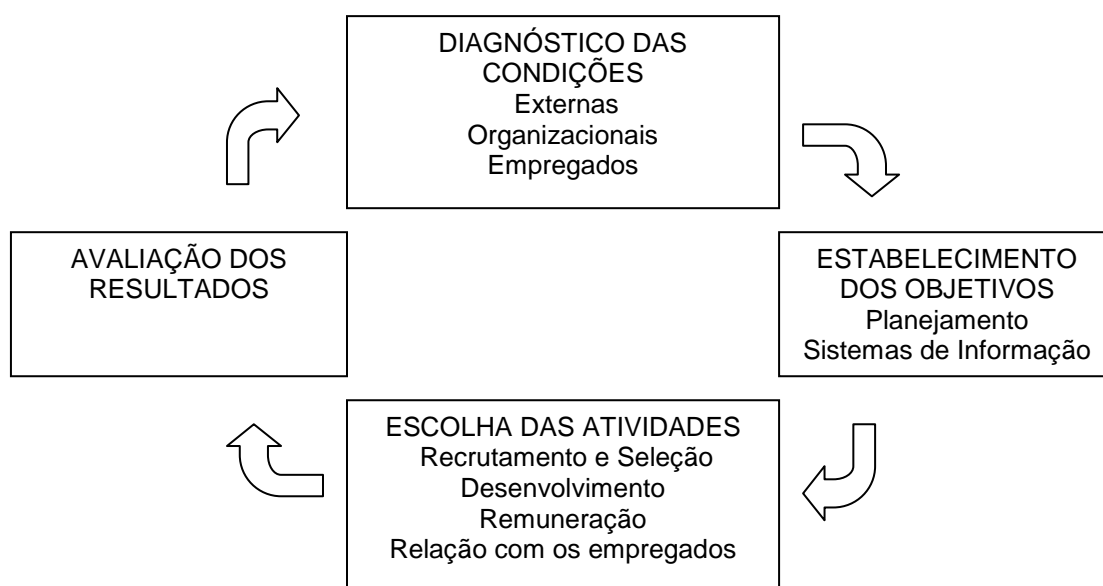 DIAGNÓSTICO DAS
CONDIÇÕES
Externas
Organizacionais
Empregados
AVALIAÇÃO DOS
RESULTADOS
ESTABELECIMENTO
DOS OBJETIVOS
Planejamento
Sistemas de Informação
ESCOLHA DAS ATIVIDADES
Recrutamento e Seleção
Desenvolvimento
Remuneração
Relação com os empregados